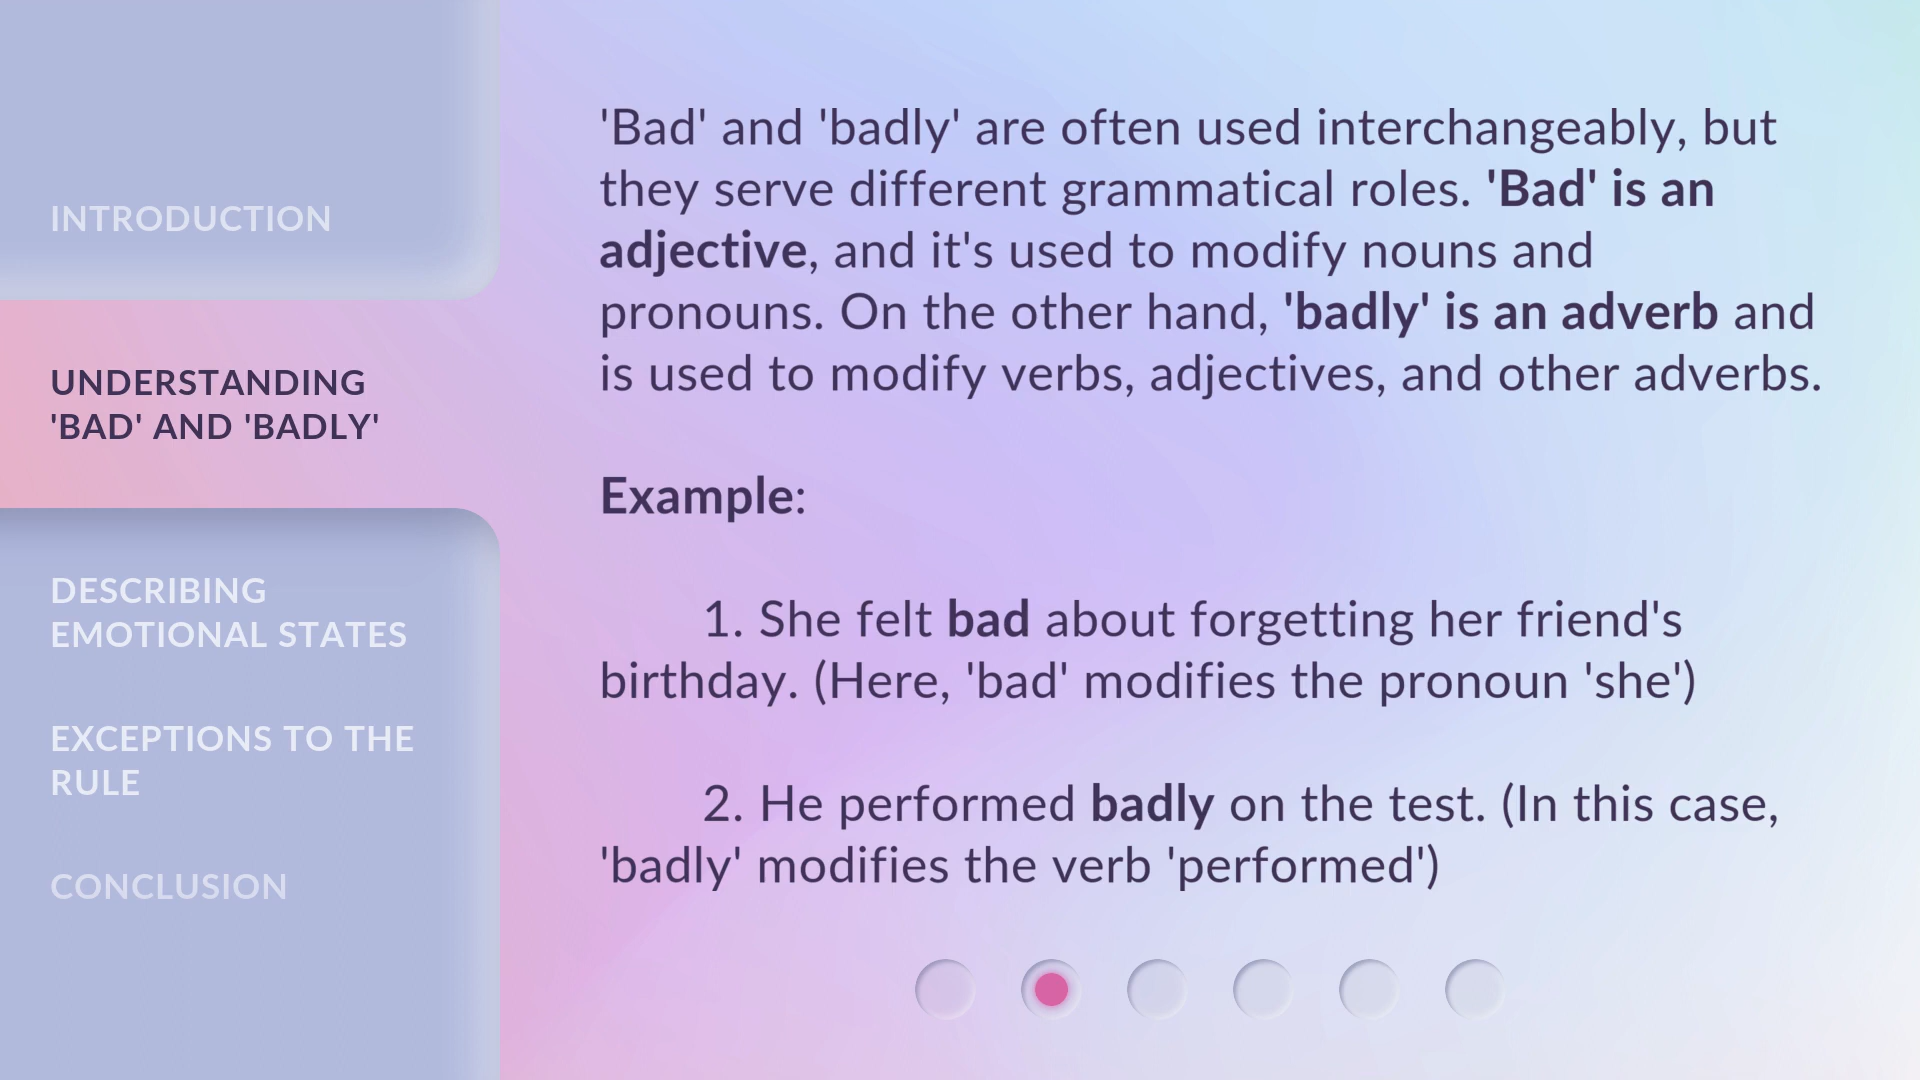 INTRODUCTION
UNDERSTANDING
'BAD' AND 'BADLY'
DESCRIBING
EMOTIONAL STATES
EXCEPTIONS TO THE
RULE
CONCLUSION
'Bad' and 'badly' are often used interchangeably, but
they serve different grammatical roles. 'Bad' is an
adjective, and it's used to modify nouns and
pronouns. On the other hand, 'badly' is an adverb and
is used to modify verbs, adjectives, and other adverbs.
Example:
1. She felt bad about forgetting her friend's
birthday. (Here, 'bad' modifies the pronoun 'she')
2. He performed badly on the test. (In this case,
'badly' modifies the verb 'performed')